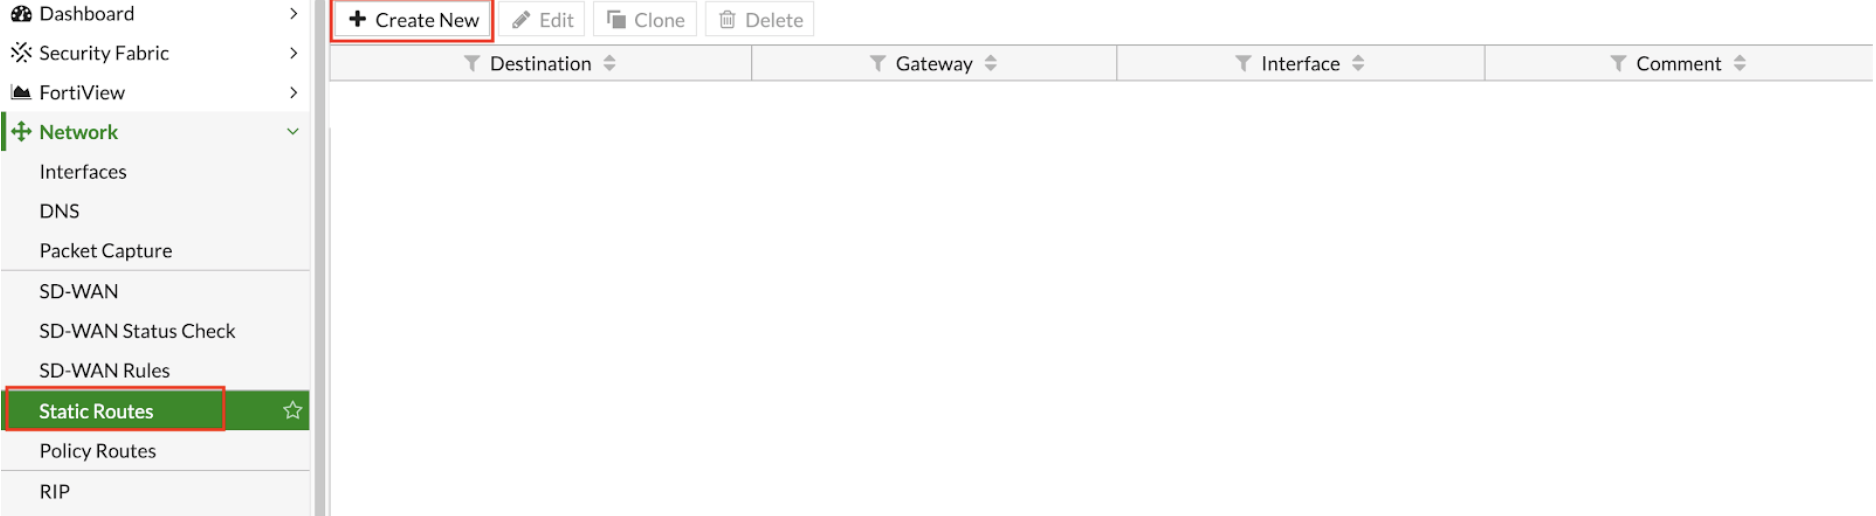 Dashboard
Security Fabric
FortiView
Network
Interfaces
DNS
Packet Capture
SD-WAN
SD-WAN Status Check
SD-WAN Rules
Static Routes
Policy Routes
RIP
Create New Edit Clone Delete
Destination Gateway Interface Comment